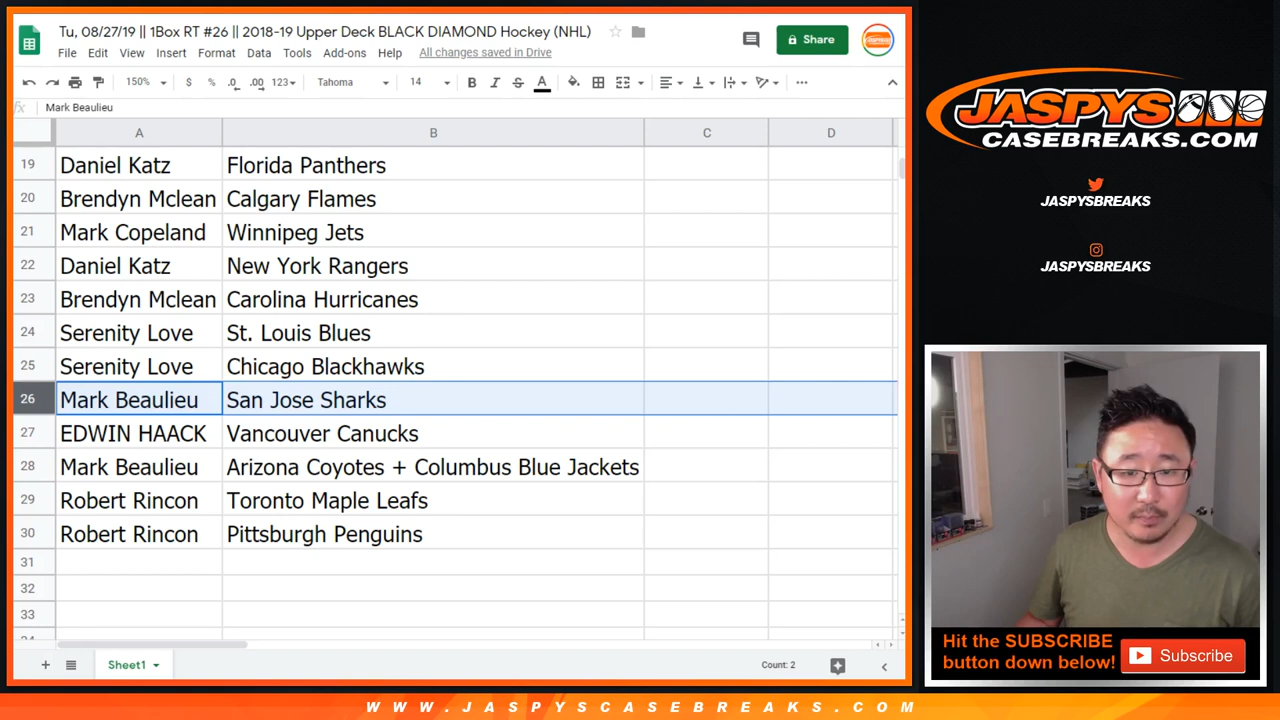 Tu, 08/27/19 || 1Box RT #26 || 2018-19 Upper Deck BLACK DIAMOND Hockey (NHL)
Share
File Edit View Insert Format Data Tools Add-ons Help All changes saved in Drive
150% $ % .0 .00 123 Tahoma 14 B I S A
fx Mark Beaulieu
A B C D
19 Daniel Katz Florida Panthers
20 Brendyn Mclean Calgary Flames
21 Mark Copeland Winnipeg Jets
22 Daniel Katz New York Rangers
23 Brendyn Mclean Carolina Hurricanes
24 Serenity Love St. Louis Blues
25 Serenity Love Chicago Blackhawks
26 Mark Beaulieu San Jose Sharks
27 EDWIN HAACK Vancouver Canucks
28 Mark Beaulieu Arizona Coyotes + Columbus Blue Jackets
29 Robert Rincon Toronto Maple Leafs
30 Robert Rincon Pittsburgh Penguins
31
32
33
34
Sheet1
Count: 2
JASPYS
CASEBREAKS.COM
JASPYSBREAKS
JASPYSBREAKS
Hit the SUBSCRIBE
button down below!
Subscribe
WWW.JASPYSCASEBREAKS.COM